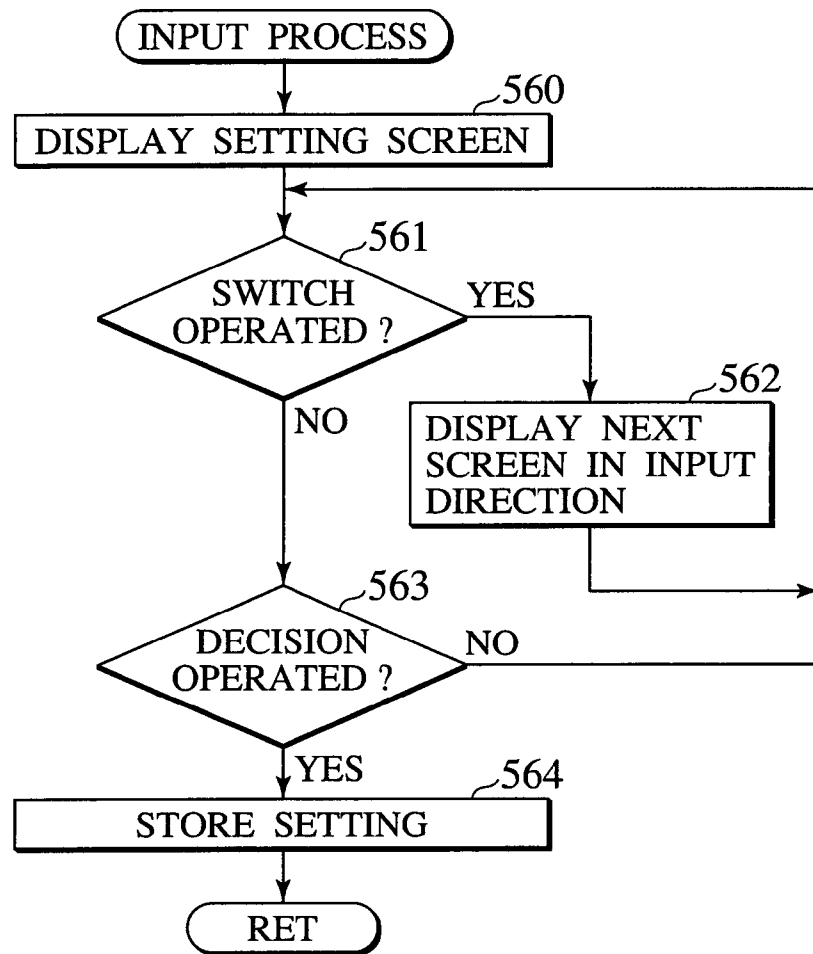 INPUT PROCESS
560
DISPLAY SETTING SCREEN
561
SWITCH
OPERATED ?
YES
NO
562
DISPLAY NEXT
SCREEN IN INPUT
DIRECTION
563
DECISION
OPERATED ?
NO
YES
564
STORE SETTING
RET